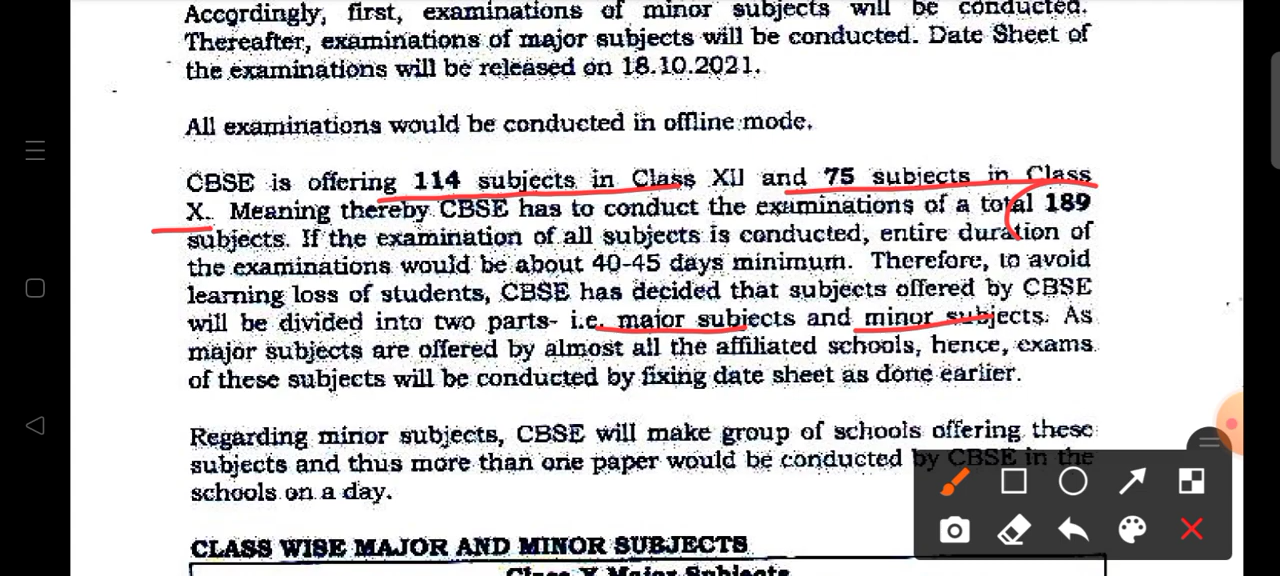 Accordingly, first, examinations of minor subjects will be conducted.
Thereafter, examinations of major subjects will be conducted. Date Sheet of
the examinations will be released on 18.10.2021.
All examinations would be conducted in offline mode.
CBSE is offering 114 subjects in Class XII and 75 subjects in Class
X. Meaning thereby CBSE has to conduct the examinations of a total 189
subjects. If the examination of all subjects is conducted, entire duration of
the examinations would be about 40-45 days minimum. Therefore, to avoid
learning loss of students, CBSE has decided that subjects offered by CBSE
will be divided into two parts- i.e. major subjects and minor subjects. As
major subjects are offered by almost all the affiliated schools, hence, exams
of these subjects will be conducted by fixing date sheet as done earlier.
Regarding minor subjects, CBSE will make group of schools offering these
subjects and thus more than one paper would be conducted by CBSE in the
schools on a day.
CLASS WISE MAJOR AND MINOR SUBJECTS
Class X Major Subjects